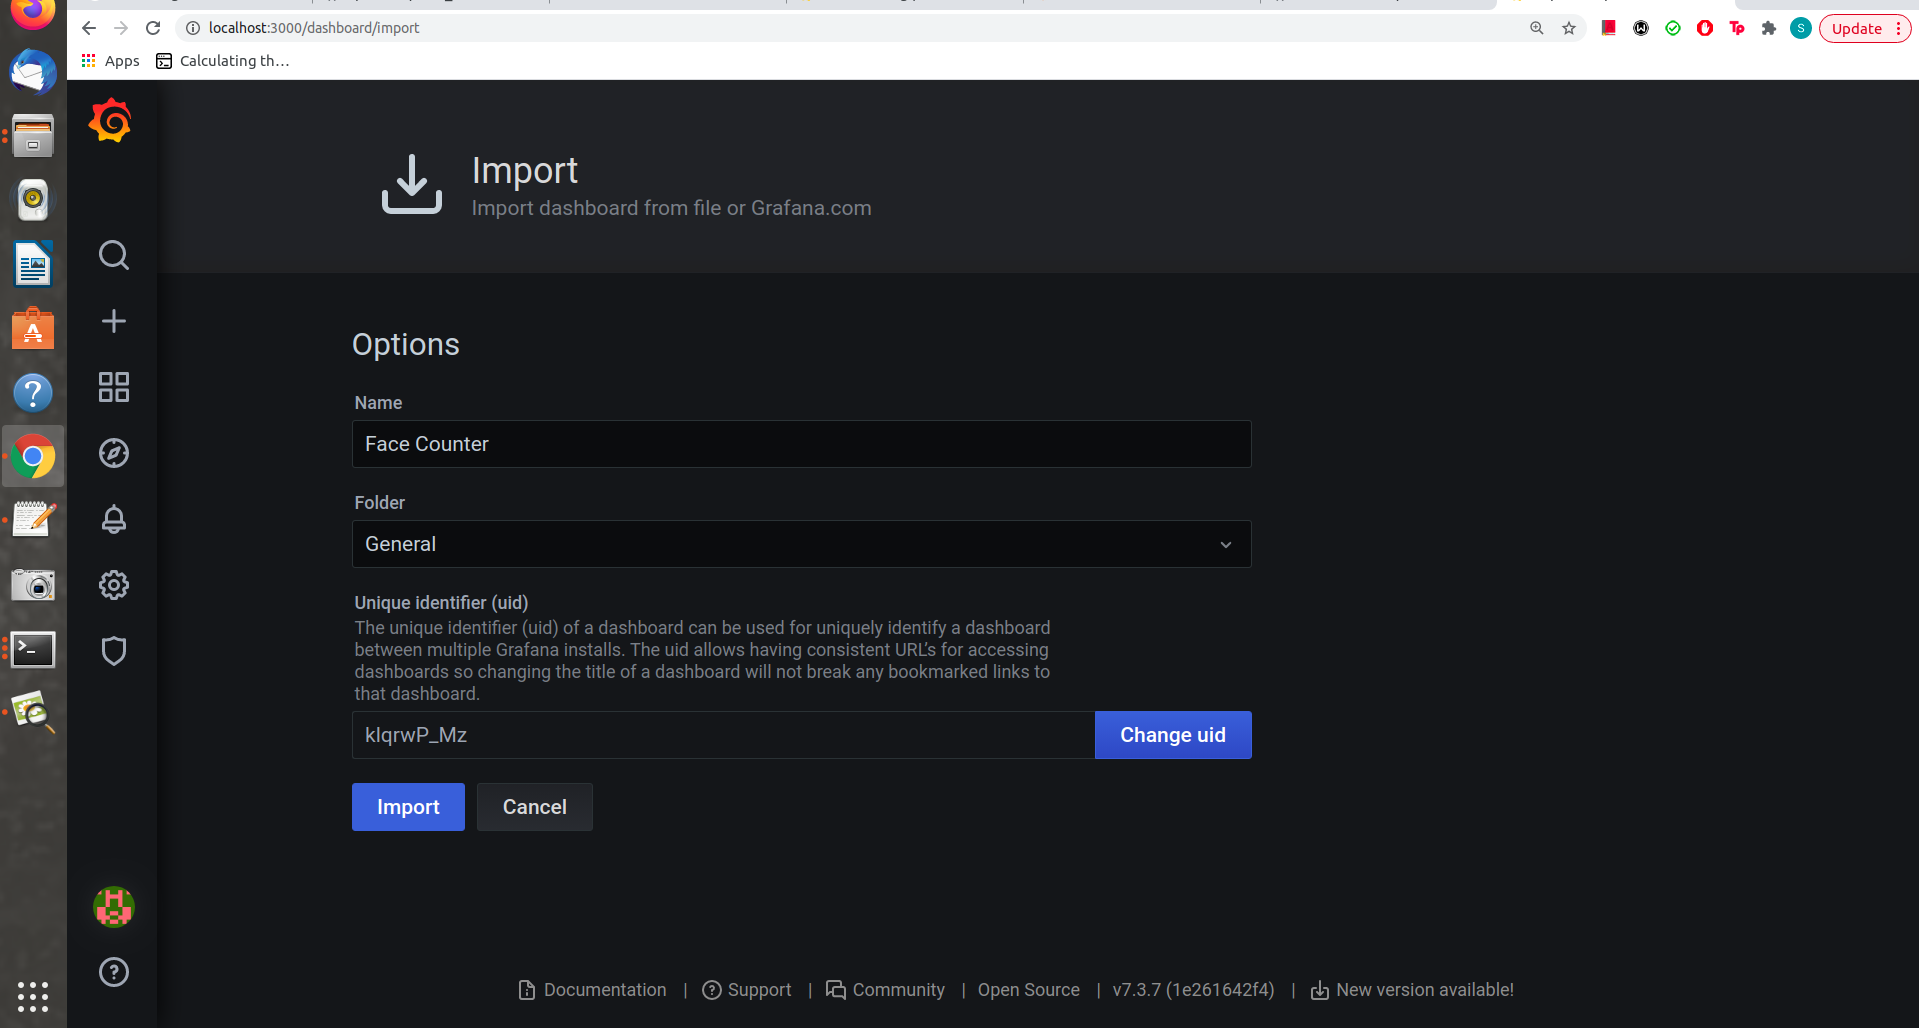 localhost:3000/dashboard/import
Tp
S
Update
Apps
Calculating th…
Import
Import dashboard from file or Grafana.com
Options
Name
Face Counter
Folder
General
Unique identifier (uid)
The unique identifier (uid) of a dashboard can be used for uniquely identify a dashboard
between multiple Grafana installs. The uid allows having consistent URL's for accessing
dashboards so changing the title of a dashboard will not break any bookmarked links to
that dashboard.
klqrwP_Mz
Change uid
Import
Cancel
Documentation | Support | Community | Open Source | v7.3.7 (1e261642f4) | New version available!